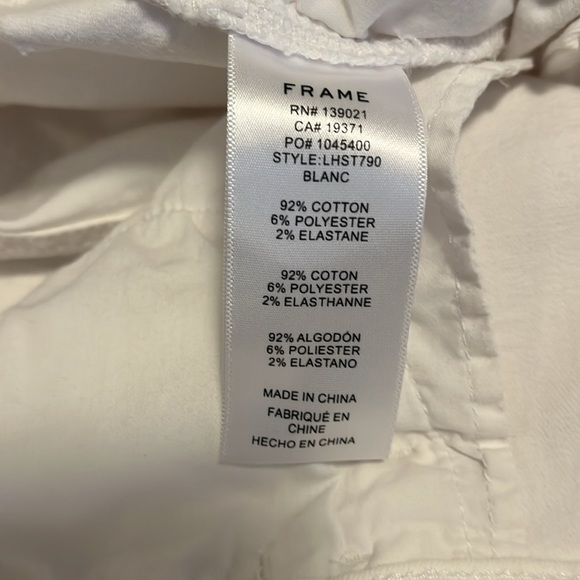 FRAME
RN# 139021
CA# 19371
PO# 1045400
STYLE:LHST790
BLANC
92% COTTON
6% POLYESTER
2% ELASTANE
92% COTON
6% POLYESTER
2% ELASTHANNE
92% ALGODÓN
6% POLIESTER
2% ELASTANO
MADE IN CHINA
FABRIQUÉ EN
CHINE
HECHO EN CHINA